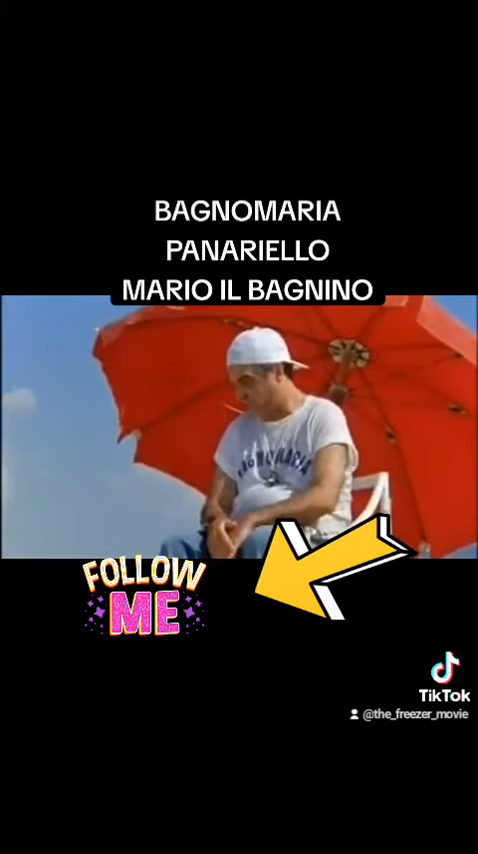 BAGNOMARIA
PANARIELLO
MARIO IL BAGNINO
BAGNOMARIA
FOLLOW
ME
TikTok
@the_freezer_movie